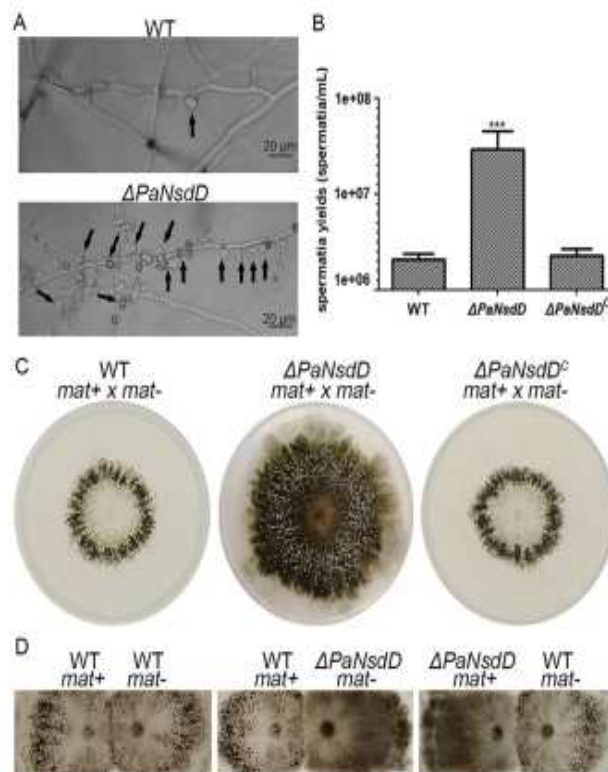 A
WT
20 µm
ΔPaNsdD
20 µm
B
spermatia yields (spermatia/mL)
1e+08
1e+07
1e+06
***
WT
ΔPaNsdD
ΔPaNsdDᶜ
C
WT
mat+ x mat-
ΔPaNsdD
mat+ x mat-
ΔPaNsdDᶜ
mat+ x mat-
D
WT WT
mat+ mat-
WT ΔPaNsdD
mat+ mat-
ΔPaNsdD WT
mat+ mat-